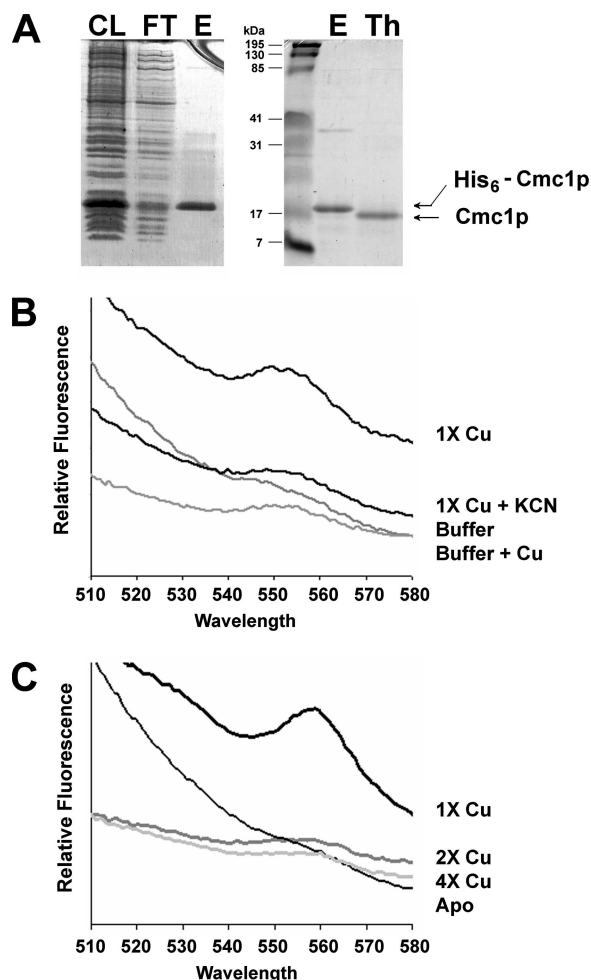 A
CL FT E
kDa
195
130
85
41
31
17
7
E Th
His6 - Cmc1p
Cmc1p
B
Relative Fluorescence
1X Cu
1X Cu + KCN
Buffer
Buffer + Cu
510 520 530 540 550 560 570 580
Wavelength
C
Relative Fluorescence
1X Cu
2X Cu
4X Cu
Apo
510 520 530 540 550 560 570 580
Wavelength